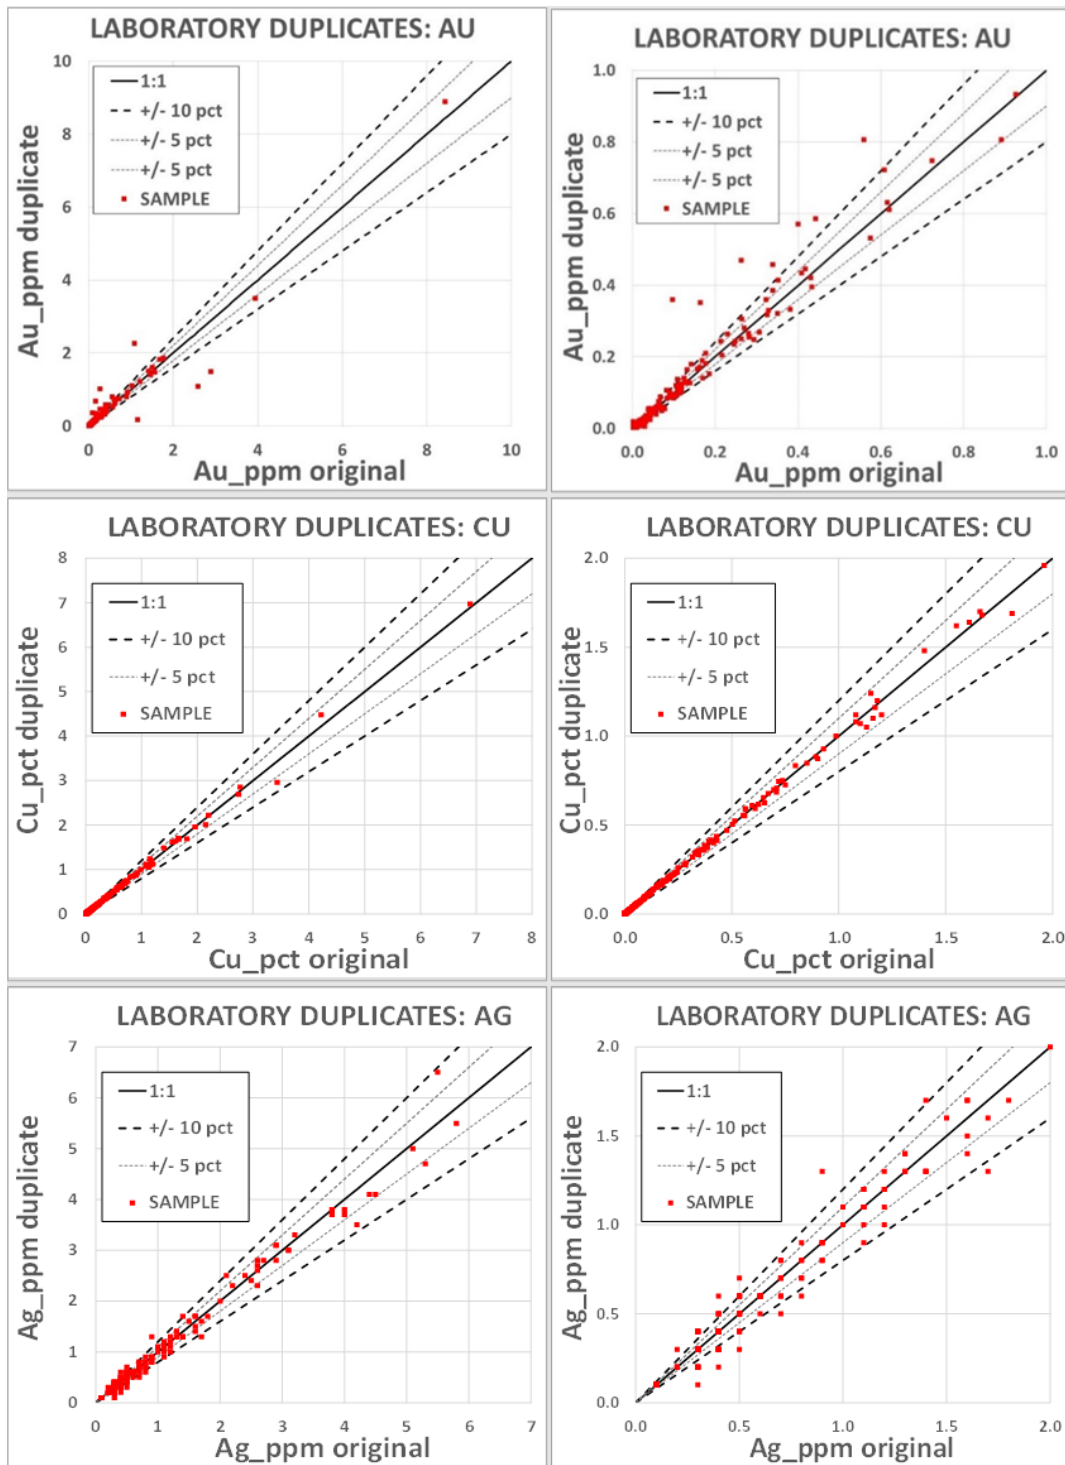 LABORATORY DUPLICATES: AU
10
8
6
4
2
0
1:1
+/- 10 pct
+/- 5 pct
+/- 5 pct
SAMPLE
Au_ppm duplicate
0 2 4 6 8 10
Au_ppm original
LABORATORY DUPLICATES: AU
1.0
0.8
0.6
0.4
0.2
0.0
1:1
+/- 10 pct
+/- 5 pct
+/- 5 pct
SAMPLE
Au_ppm duplicate
0.0 0.2 0.4 0.6 0.8 1.0
Au_ppm original
LABORATORY DUPLICATES: CU
8
7
6
5
4
3
2
1
0
1:1
+/- 10 pct
+/- 5 pct
SAMPLE
Cu_pct duplicate
0 1 2 3 4 5 6 7 8
Cu_pct original
LABORATORY DUPLICATES: CU
2.0
1.5
1.0
0.5
0.0
1:1
+/- 10 pct
+/- 5 pct
SAMPLE
Cu_pct duplicate
0.0 0.5 1.0 1.5 2.0
Cu_pct original
LABORATORY DUPLICATES: AG
7
6
5
4
3
2
1
0
1:1
+/- 10 pct
+/- 5 pct
SAMPLE
Ag_ppm duplicate
0 1 2 3 4 5 6 7
Ag_ppm original
LABORATORY DUPLICATES: AG
2.0
1.5
1.0
0.5
0.0
1:1
+/- 10 pct
+/- 5 pct
SAMPLE
Ag_ppm duplicate
0.0 0.5 1.0 1.5 2.0
Ag_ppm original